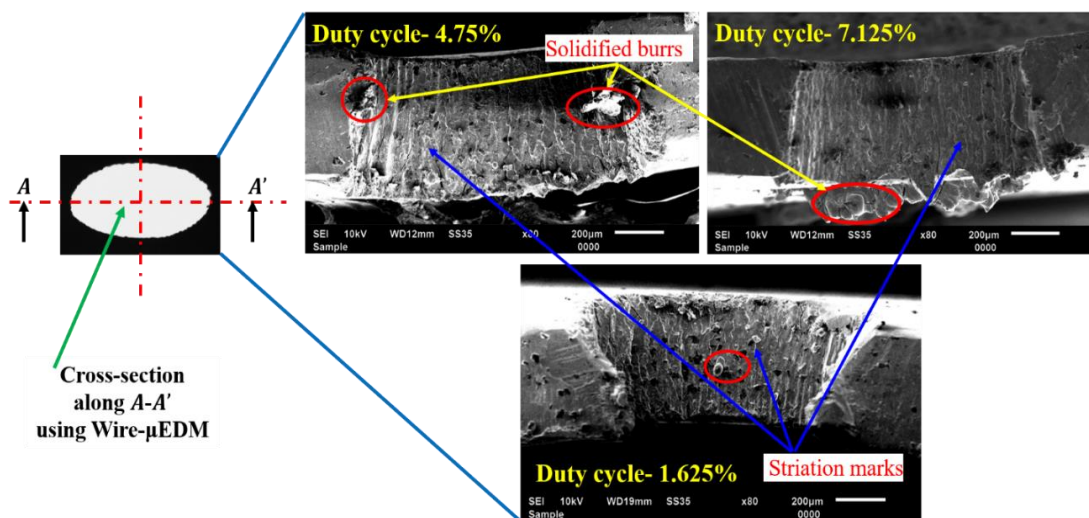 Duty cycle- 4.75%
Solidified burrs
Duty cycle- 7.125%
A
A'
SEI 10kV WD12mm SS35 x80 200µm
Sample 0000
SEI 10kV WD12mm SS35 x80 200µm
Sample 0000
Cross-section
along A-A'
using Wire-µEDM
Duty cycle- 1.625%
Striation marks
SEI 10kV WD19mm SS35 x80 200µm
Sample 0000